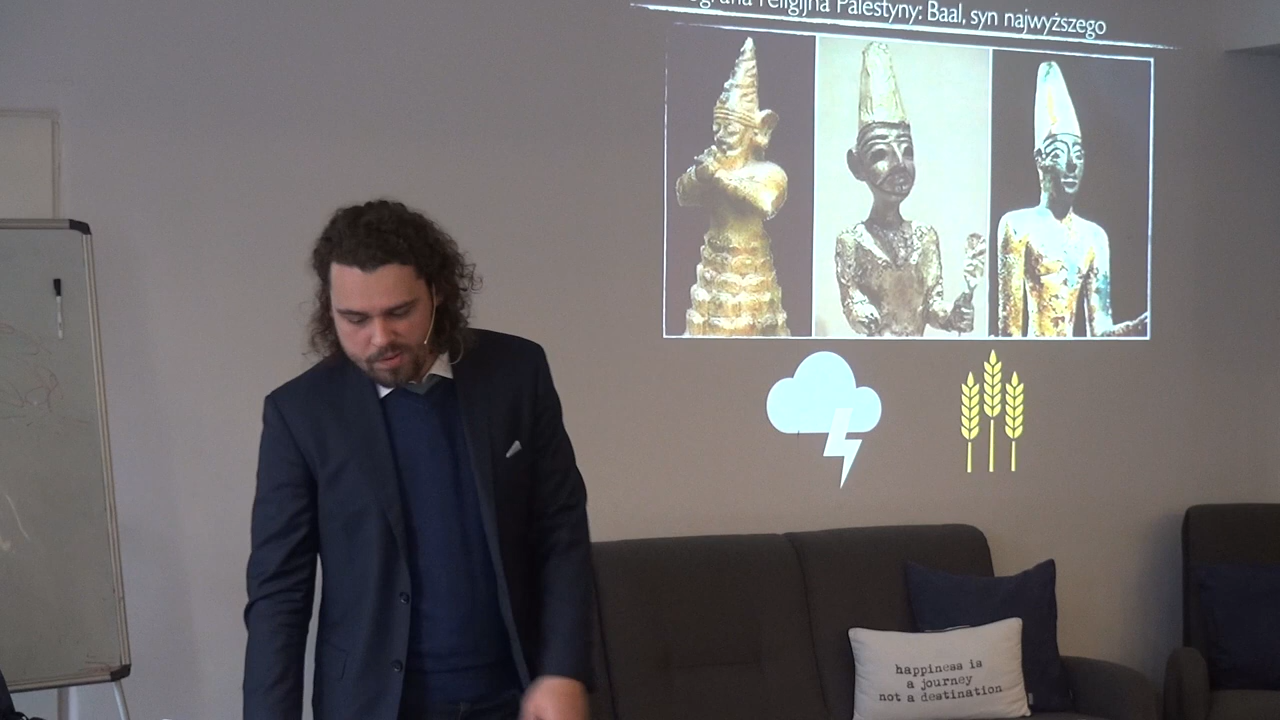 religijna Palestyny: Baal, syn najwyższego
happiness is
a journey
not a destination